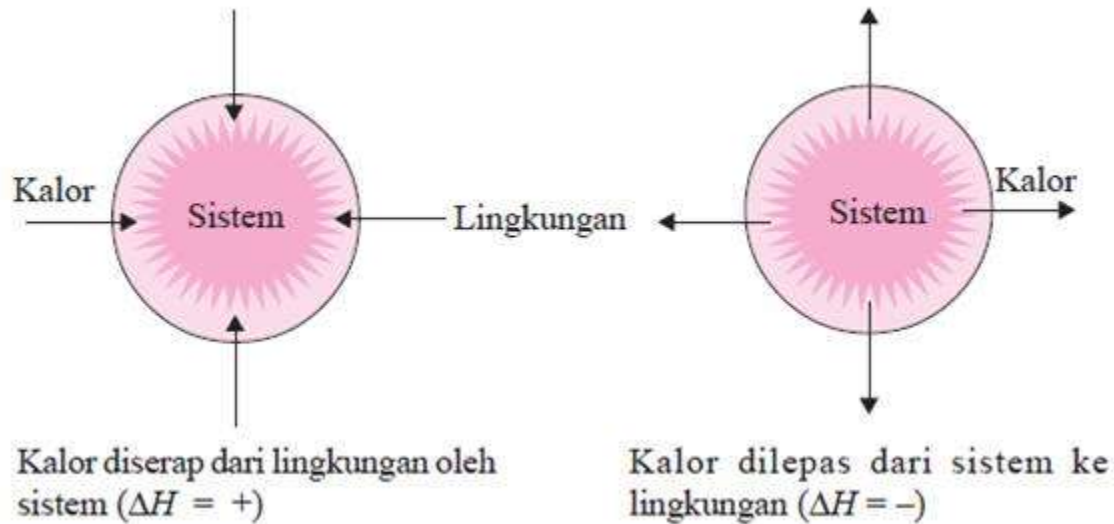 Kalor
Sistem
Lingkungan
Sistem
Kalor
Kalor diserap dari lingkungan oleh
sistem (ΔH = +)
Kalor dilepas dari sistem ke
lingkungan (ΔH = –)